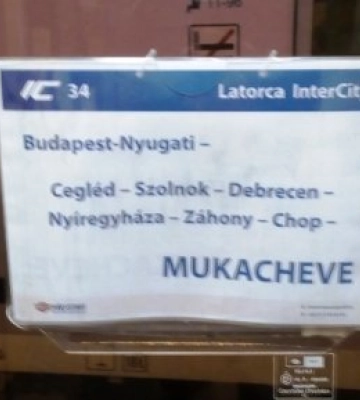 IC 34 Latorca InterCit
Budapest-Nyugati –
Cegléd – Szolnok – Debrecen –
Nyíregyháza – Záhony – Chop –
MUKACHEVE